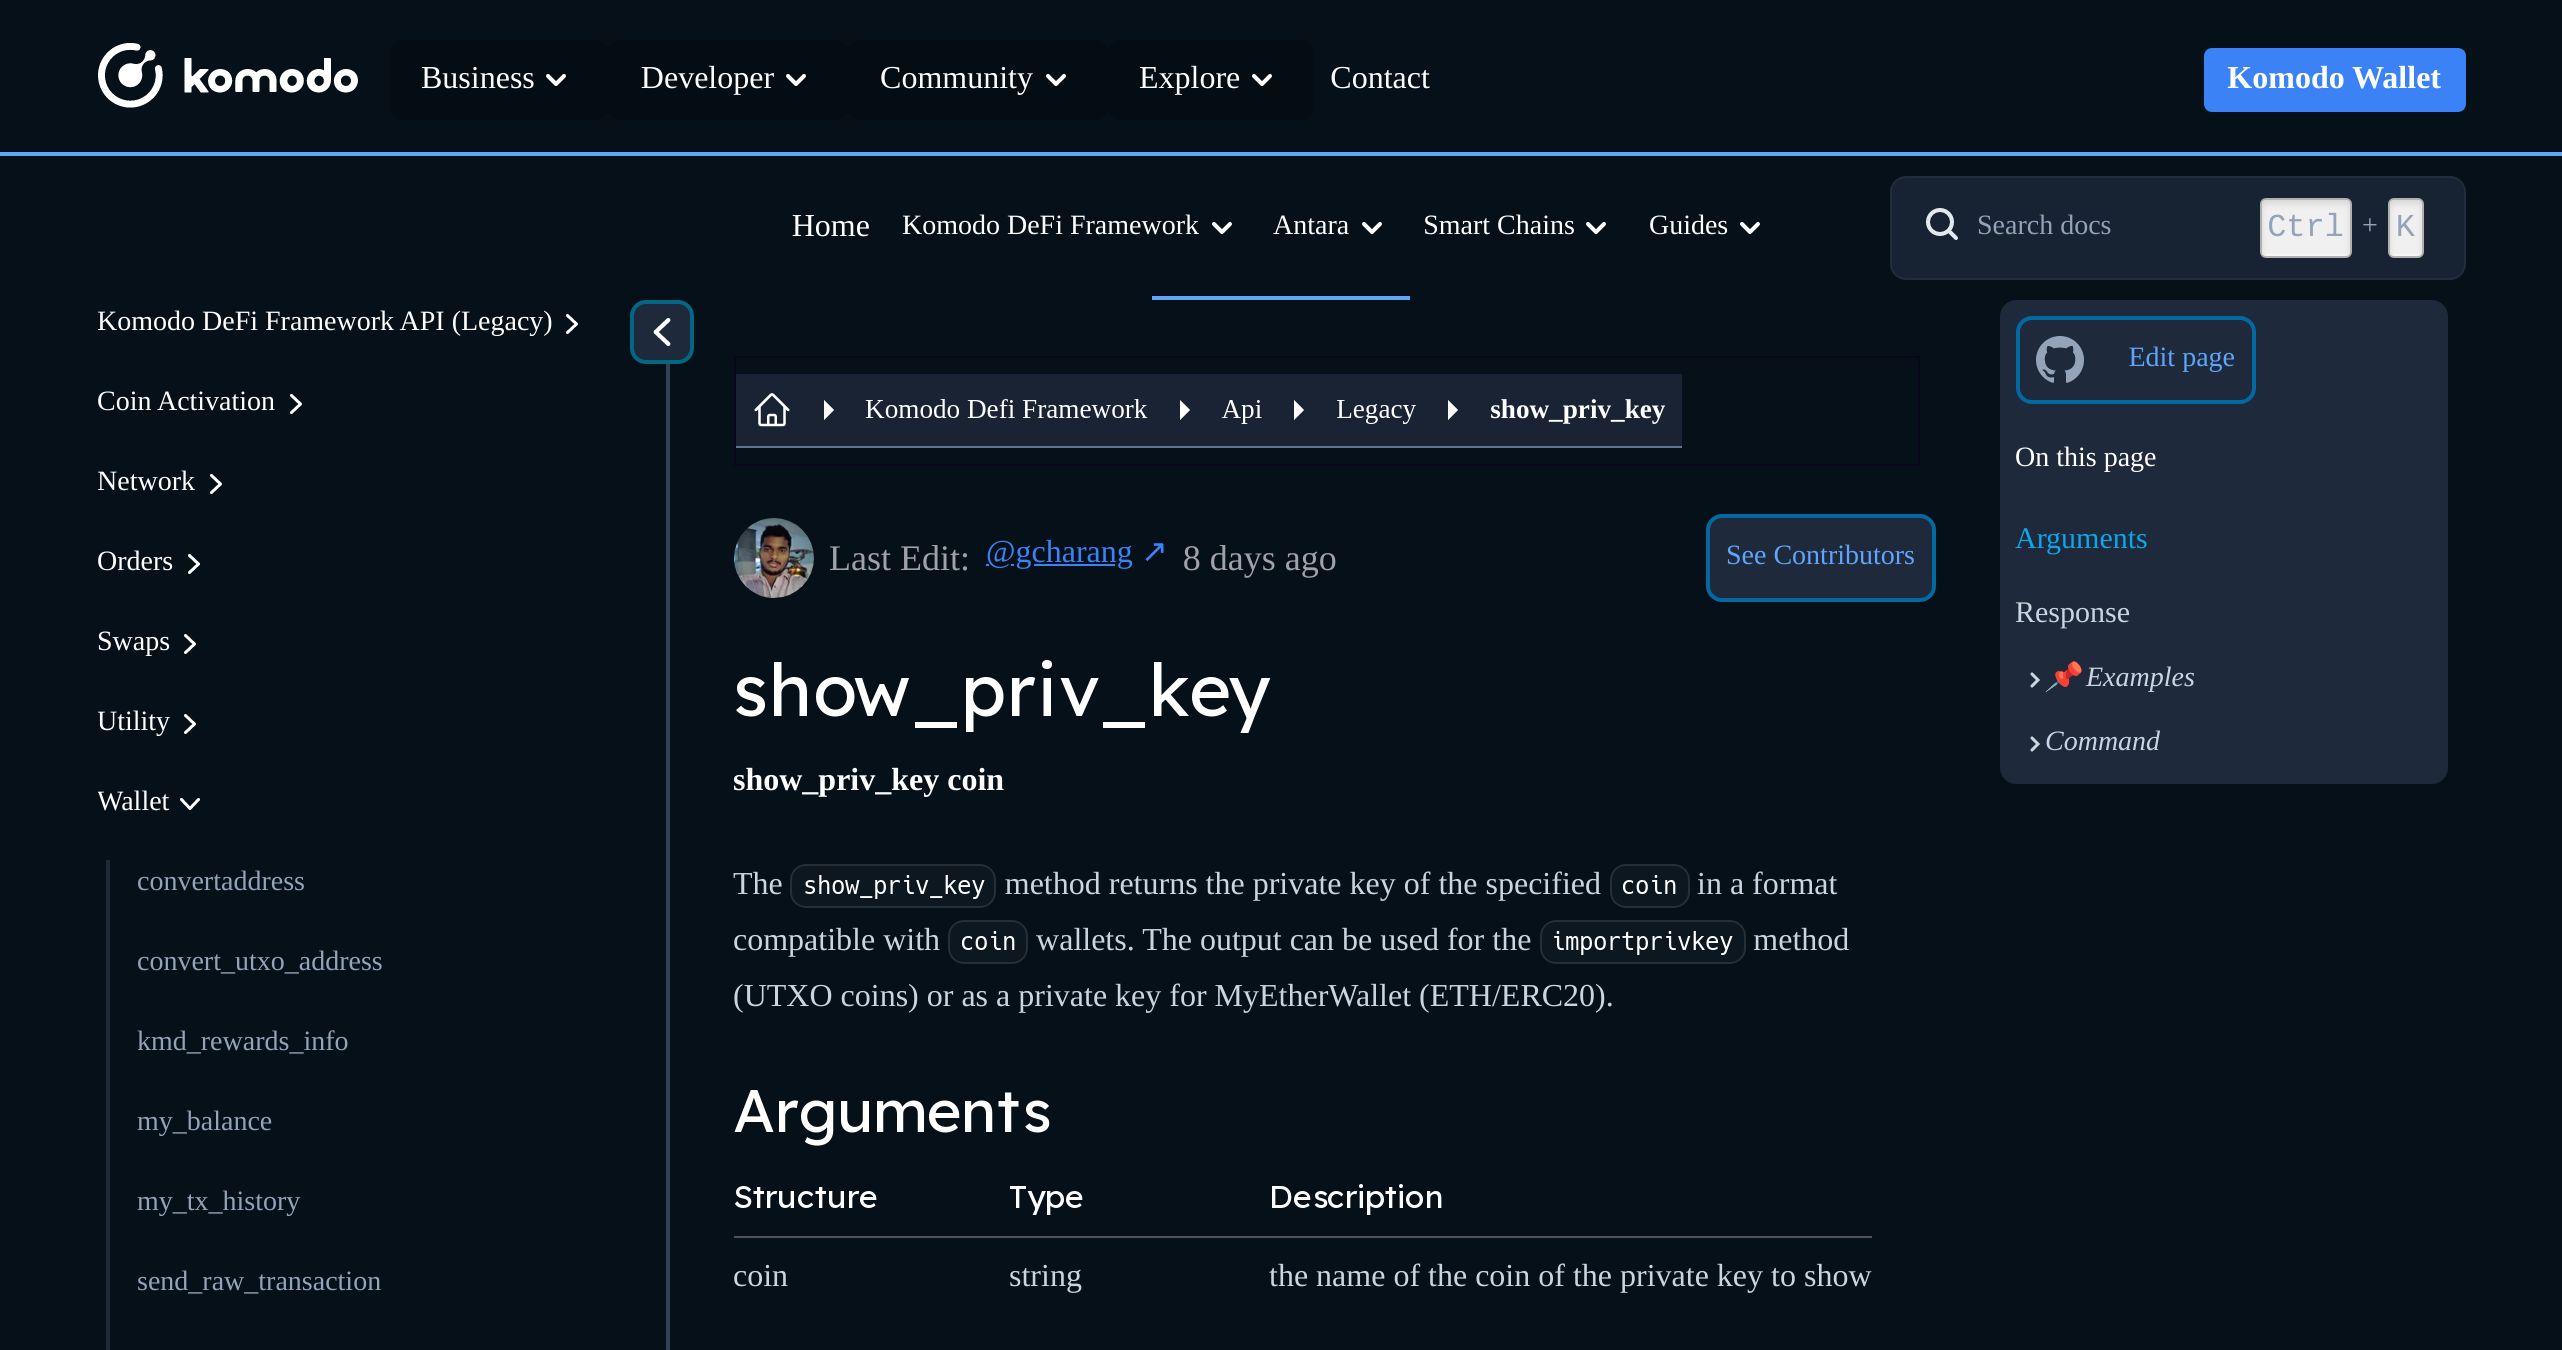 komodo
Business
Developer
Community
Explore
Contact
Komodo Wallet
Home
Komodo DeFi Framework
Antara
Smart Chains
Guides
Search docs
Ctrl + K
Komodo DeFi Framework API (Legacy)
Coin Activation
Network
Orders
Swaps
Utility
Wallet
convertaddress
convert_utxo_address
kmd_rewards_info
my_balance
my_tx_history
send_raw_transaction
Komodo Defi Framework
Api
Legacy
show_priv_key
Last Edit: @gcharang ↗ 8 days ago
See Contributors
show_priv_key
show_priv_key coin
The show_priv_key method returns the private key of the specified coin in a format
compatible with coin wallets. The output can be used for the importprivkey method
(UTXO coins) or as a private key for MyEtherWallet (ETH/ERC20).
Arguments
Structure Type Description
coin string the name of the coin of the private key to show
Edit page
On this page
Arguments
Response
📌 Examples
Command